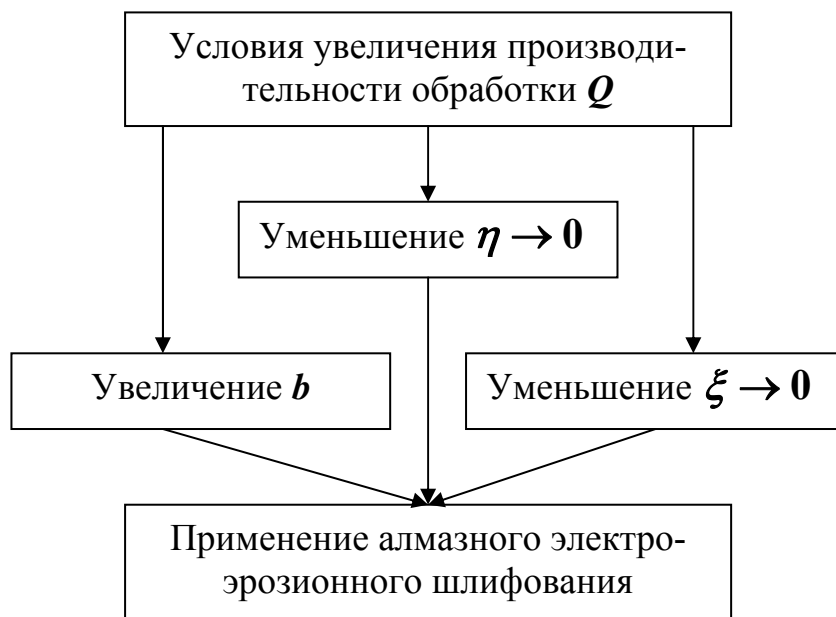 Условия увеличения производи-
тельности обработки Q
Уменьшение η → 0
Увеличение b
Уменьшение ξ → 0
Применение алмазного электро-
эрозионного шлифования